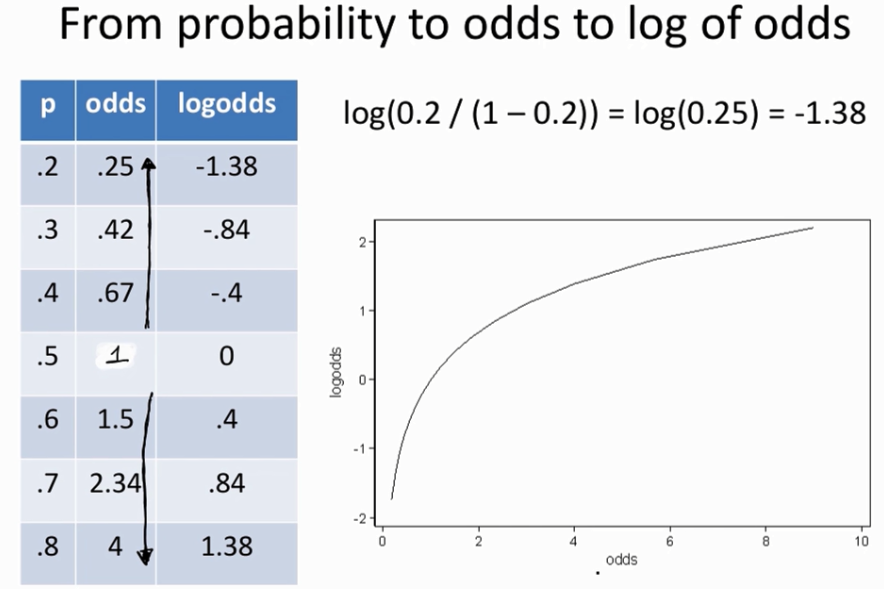 From probability to odds to log of odds
p odds logodds
.2 .25 -1.38
.3 .42 -.84
.4 .67 -.4
.5 1 0
.6 1.5 .4
.7 2.34 .84
.8 4 1.38
log(0.2 / (1 – 0.2)) = log(0.25) = -1.38
2
1
0
-1
-2
logodds
0 2 4 6 8 10
odds